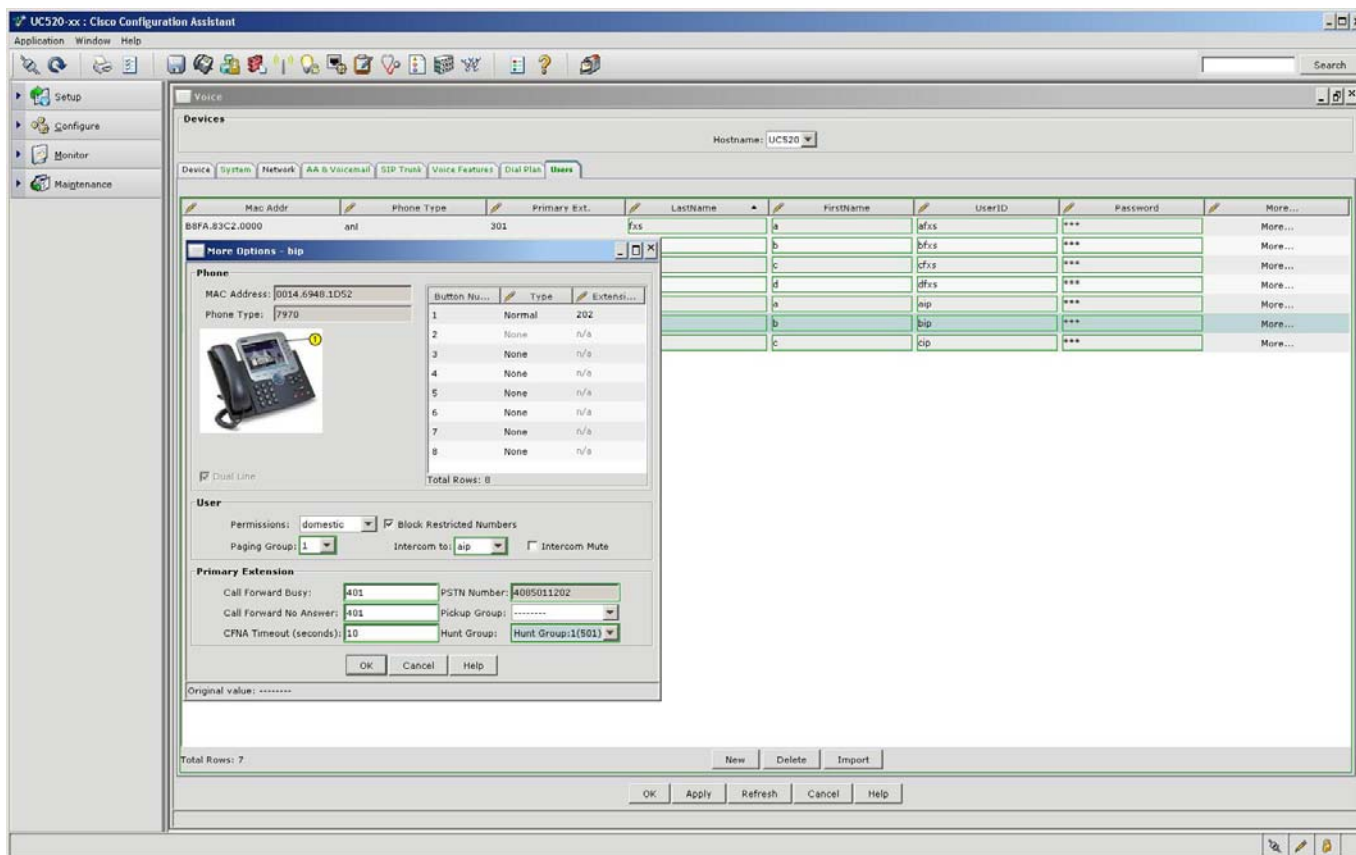 UC520-xx : Cisco Configuration Assistant
Application Window Help
Search
Setup
Configure
Monitor
Maintenance
Voice
Devices
Hostname: UC520
Device System Network AA & Voicemail SIP Trunk Voice Features Dial Plan Users
Mac Addr Phone Type Primary Ext. LastName FirstName UserID Password More...
B8FA.83C2.0000 anl 301 fxs a afxs *** More...
b bfxs *** More...
c cfxs *** More...
d dfxs *** More...
a aip *** More...
b bip *** More...
c cip *** More...
More Options - bip
Phone
MAC Address: 0014.6948.1D52
Phone Type: 7970
1
Dual Line
Button Nu... Type Extensi...
1 Normal 202
2 None n/a
3 None n/a
4 None n/a
5 None n/a
6 None n/a
7 None n/a
8 None n/a
Total Rows: 8
User
Permissions: domestic Block Restricted Numbers
Paging Group: 1 Intercom to: aip Intercom Mute
Primary Extension
Call Forward Busy: 401 PSTN Number: 4085011202
Call Forward No Answer: 401 Pickup Group: --------
CFNA Timeout (seconds): 10 Hunt Group: Hunt Group:1(501)
OK Cancel Help
Original value: --------
Total Rows: 7
New Delete Import
OK Apply Refresh Cancel Help